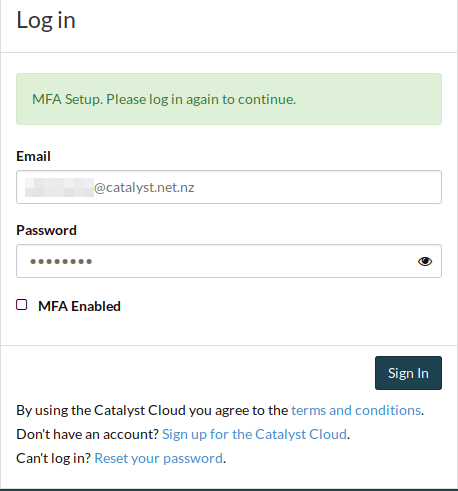 Log in
MFA Setup. Please log in again to continue.
Email
@catalyst.net.nz
Password
••••••••
MFA Enabled
Sign In
By using the Catalyst Cloud you agree to the terms and conditions.
Don't have an account? Sign up for the Catalyst Cloud.
Can't log in? Reset your password.